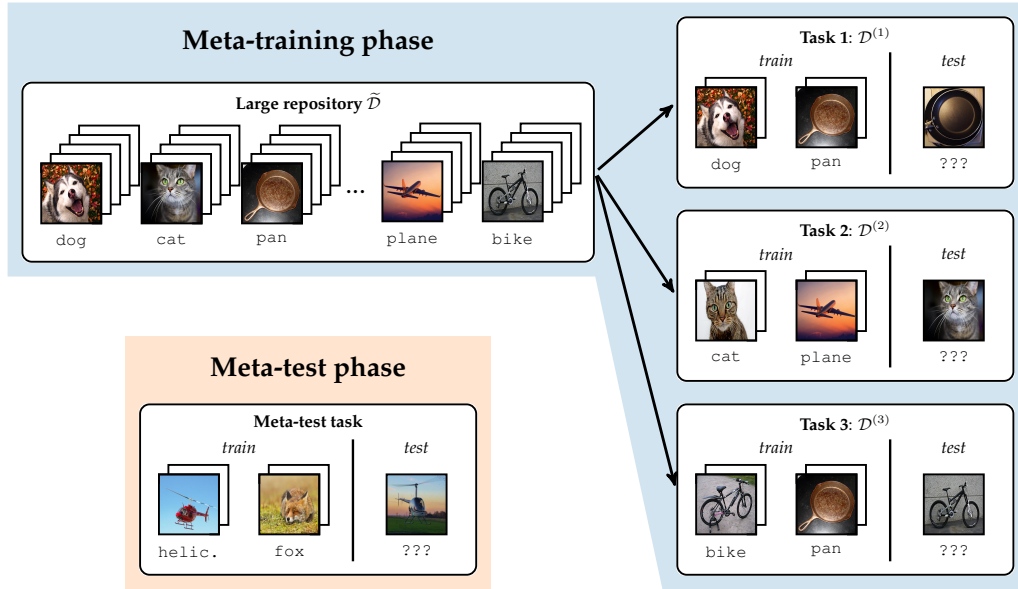 Meta-training phase
Large repository D̃
dog cat pan ... plane bike
Task 1: D^(1)
train test
dog pan ???
Task 2: D^(2)
train test
cat plane ???
Task 3: D^(3)
train test
bike pan ???
Meta-test phase
Meta-test task
train test
helic. fox ???